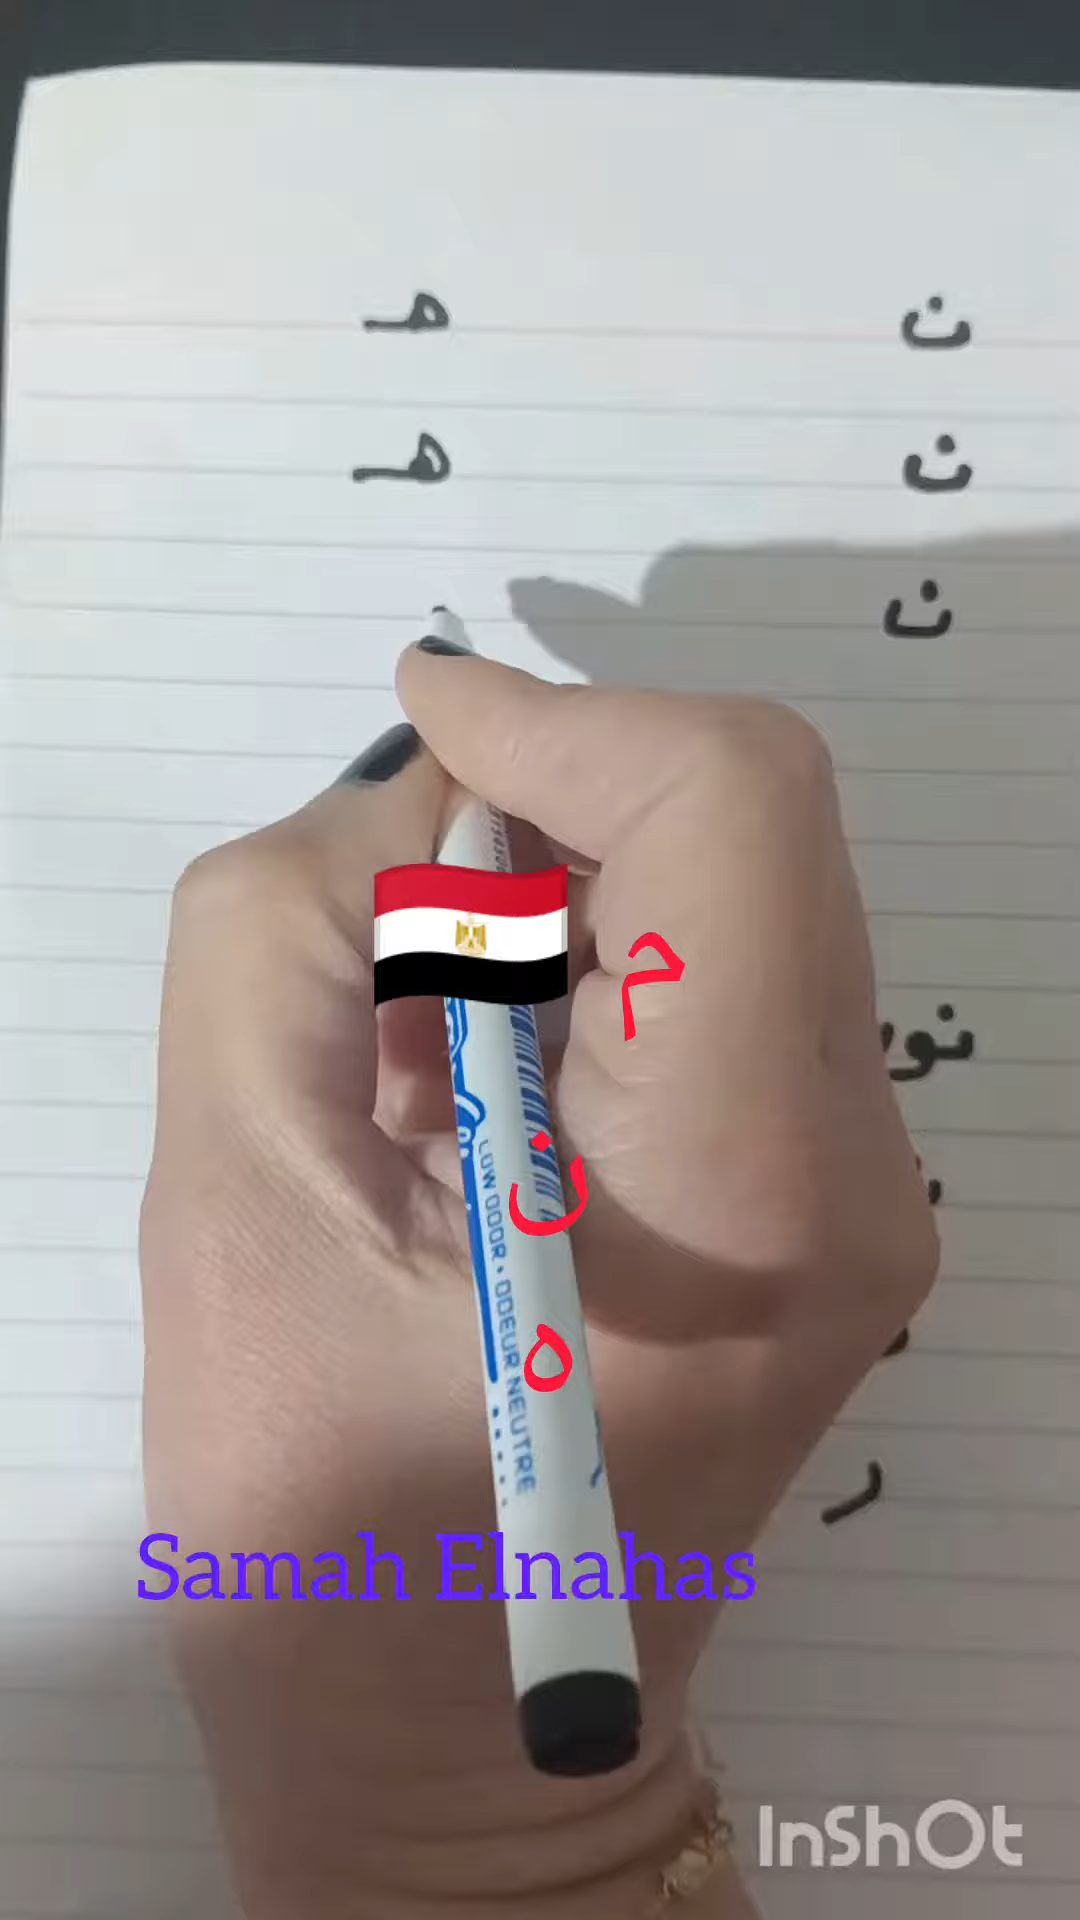 ن هـ
ن هـ
ن
م
ن
LOW ODOR • ODEUR NEUTRE
ه
Samah Elnahas
InShOt